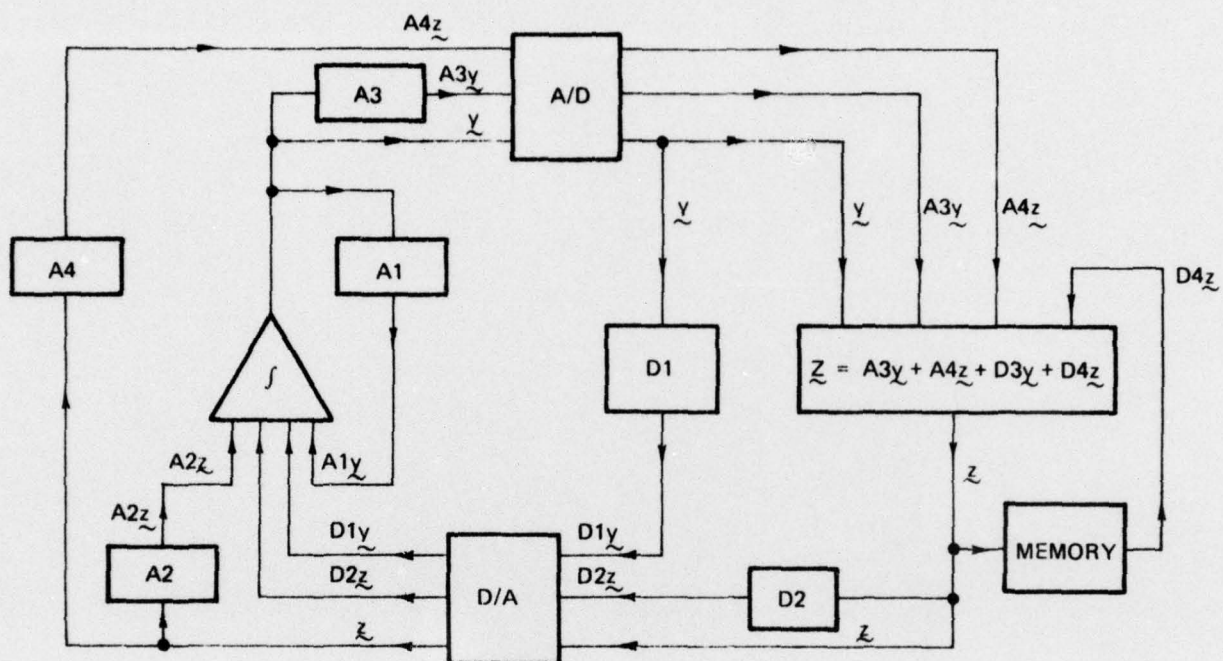 A4z
A3y
A3
A/D
y
y
y
A3y
A4z
D4z
A4
A1
∫
D1
z = A3y + A4z + D3y + D4z
A2z
A1y
z
A2z
D1y
D1y
MEMORY
A2
D2z
D/A
D2z
D2
z
z